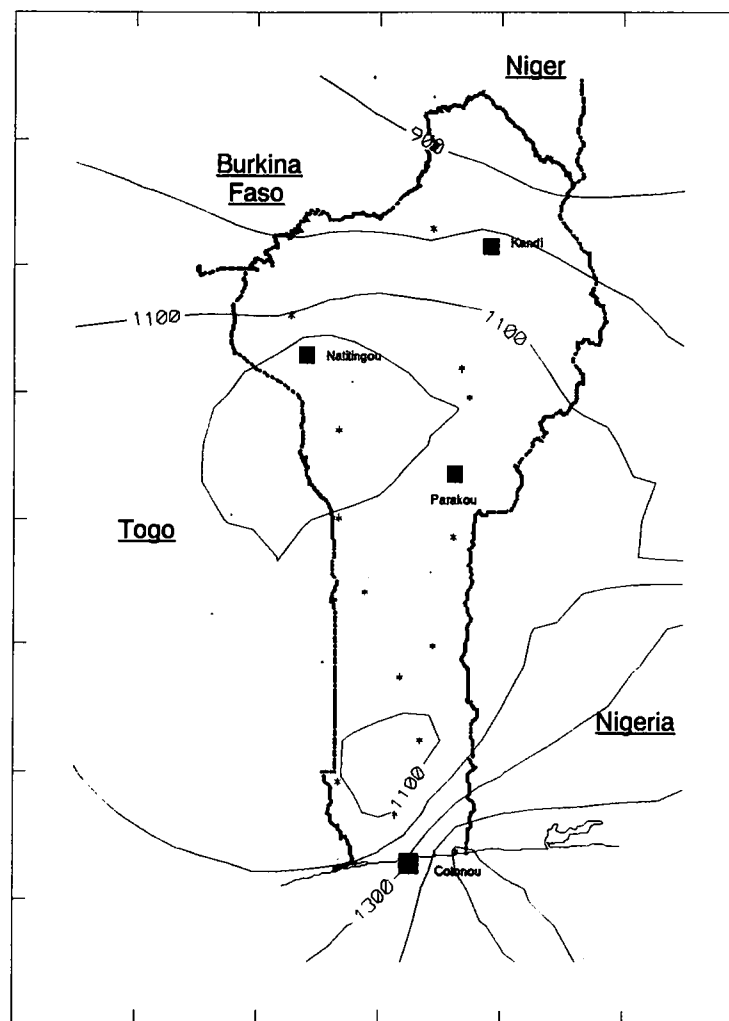 Niger
900
Burkina
Faso
Kandi
1100
1100
Natitingou
Parakou
Togo
Nigeria
1100
Cotonou
1300